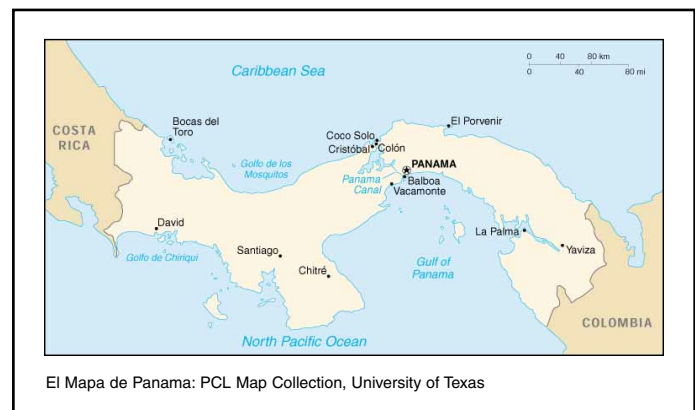 Caribbean Sea
0 40 80 km
0 40 80 mi
COSTA
RICA
Bocas del
Toro
El Porvenir
Coco Solo
Cristóbal
Colón
Golfo de los
Mosquitos
PANAMA
Panama
Canal
Balboa
Vacamonte
David
La Palma
Golfo de Chiriqui
Santiago
Yaviza
Chitré
Gulf of
Panama
COLOMBIA
North Pacific Ocean
El Mapa de Panama: PCL Map Collection, University of Texas